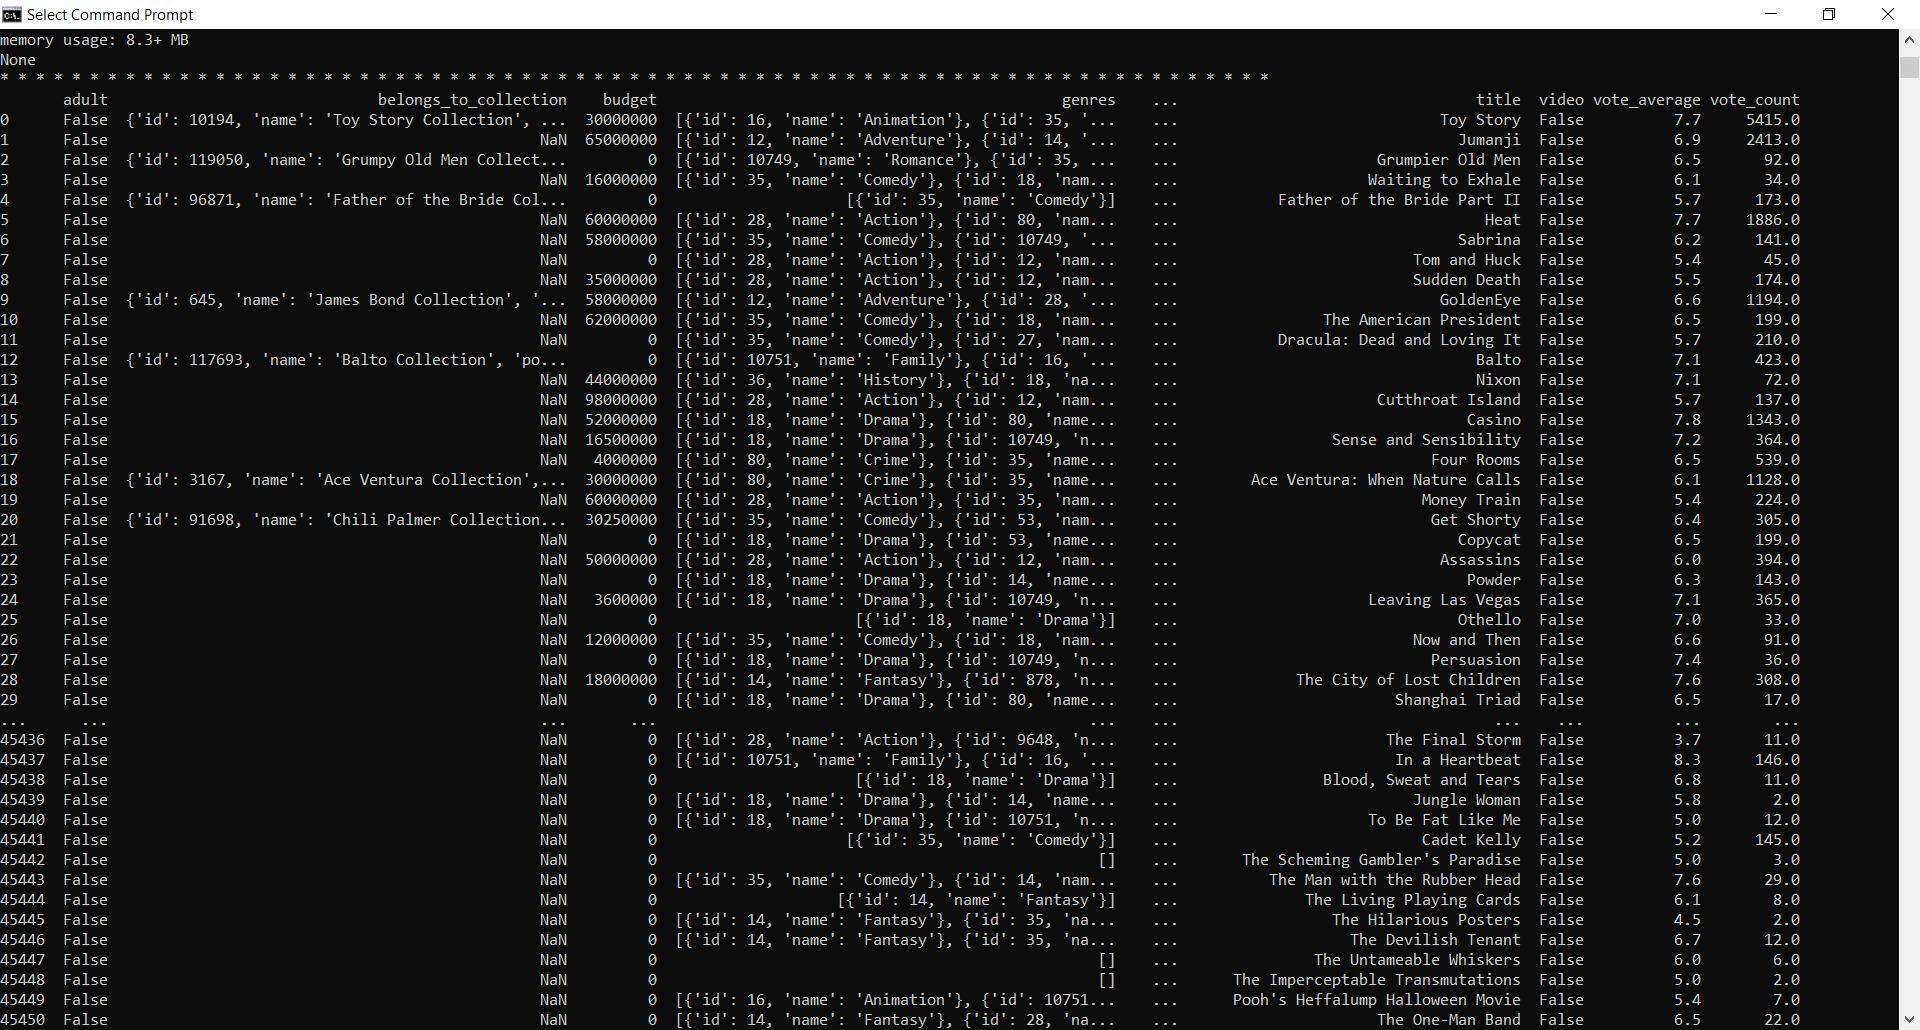 Select Command Prompt
memory usage: 8.3+ MB
None
* * * * * * * * * * * * * * * * * * * * * * * * * * * * * * * * * * * * * * * * * * * * * * * * * * * * * * * * * * * * * * * * * * * * * * *
adult belongs_to_collection budget genres ... title video vote_average vote_count
0 False {'id': 10194, 'name': 'Toy Story Collection', ... 30000000 [{'id': 16, 'name': 'Animation'}, {'id': 35, '... ... Toy Story False 7.7 5415.0
1 False NaN 65000000 [{'id': 12, 'name': 'Adventure'}, {'id': 14, '... ... Jumanji False 6.9 2413.0
2 False {'id': 119050, 'name': 'Grumpy Old Men Collect... 0 [{'id': 10749, 'name': 'Romance'}, {'id': 35, ... ... Grumpier Old Men False 6.5 92.0
3 False NaN 16000000 [{'id': 35, 'name': 'Comedy'}, {'id': 18, 'nam... ... Waiting to Exhale False 6.1 34.0
4 False {'id': 96871, 'name': 'Father of the Bride Col... 0 [{'id': 35, 'name': 'Comedy'}] ... Father of the Bride Part II False 5.7 173.0
5 False NaN 60000000 [{'id': 28, 'name': 'Action'}, {'id': 80, 'nam... ... Heat False 7.7 1886.0
6 False NaN 58000000 [{'id': 35, 'name': 'Comedy'}, {'id': 10749, '... ... Sabrina False 6.2 141.0
7 False NaN 0 [{'id': 28, 'name': 'Action'}, {'id': 12, 'nam... ... Tom and Huck False 5.4 45.0
8 False NaN 35000000 [{'id': 28, 'name': 'Action'}, {'id': 12, 'nam... ... Sudden Death False 5.5 174.0
9 False {'id': 645, 'name': 'James Bond Collection', '... 58000000 [{'id': 12, 'name': 'Adventure'}, {'id': 28, '... ... GoldenEye False 6.6 1194.0
10 False NaN 62000000 [{'id': 35, 'name': 'Comedy'}, {'id': 18, 'nam... ... The American President False 6.5 199.0
11 False NaN 0 [{'id': 35, 'name': 'Comedy'}, {'id': 27, 'nam... ... Dracula: Dead and Loving It False 5.7 210.0
12 False {'id': 117693, 'name': 'Balto Collection', 'po... 0 [{'id': 10751, 'name': 'Family'}, {'id': 16, '... ... Balto False 7.1 423.0
13 False NaN 44000000 [{'id': 36, 'name': 'History'}, {'id': 18, 'na... ... Nixon False 7.1 72.0
14 False NaN 98000000 [{'id': 28, 'name': 'Action'}, {'id': 12, 'nam... ... Cutthroat Island False 5.7 137.0
15 False NaN 52000000 [{'id': 18, 'name': 'Drama'}, {'id': 80, 'name... ... Casino False 7.8 1343.0
16 False NaN 16500000 [{'id': 18, 'name': 'Drama'}, {'id': 10749, 'n... ... Sense and Sensibility False 7.2 364.0
17 False NaN 4000000 [{'id': 80, 'name': 'Crime'}, {'id': 35, 'name... ... Four Rooms False 6.5 539.0
18 False {'id': 3167, 'name': 'Ace Ventura Collection',... 30000000 [{'id': 80, 'name': 'Crime'}, {'id': 35, 'name... ... Ace Ventura: When Nature Calls False 6.1 1128.0
19 False NaN 60000000 [{'id': 28, 'name': 'Action'}, {'id': 35, 'nam... ... Money Train False 5.4 224.0
20 False {'id': 91698, 'name': 'Chili Palmer Collection... 30250000 [{'id': 35, 'name': 'Comedy'}, {'id': 53, 'nam... ... Get Shorty False 6.4 305.0
21 False NaN 0 [{'id': 18, 'name': 'Drama'}, {'id': 53, 'name... ... Copycat False 6.5 199.0
22 False NaN 50000000 [{'id': 28, 'name': 'Action'}, {'id': 12, 'nam... ... Assassins False 6.0 394.0
23 False NaN 0 [{'id': 18, 'name': 'Drama'}, {'id': 14, 'name... ... Powder False 6.3 143.0
24 False NaN 3600000 [{'id': 18, 'name': 'Drama'}, {'id': 10749, 'n... ... Leaving Las Vegas False 7.1 365.0
25 False NaN 0 [{'id': 18, 'name': 'Drama'}] ... Othello False 7.0 33.0
26 False NaN 12000000 [{'id': 35, 'name': 'Comedy'}, {'id': 18, 'nam... ... Now and Then False 6.6 91.0
27 False NaN 0 [{'id': 18, 'name': 'Drama'}, {'id': 10749, 'n... ... Persuasion False 7.4 36.0
28 False NaN 18000000 [{'id': 14, 'name': 'Fantasy'}, {'id': 878, 'n... ... The City of Lost Children False 7.6 308.0
29 False NaN 0 [{'id': 18, 'name': 'Drama'}, {'id': 80, 'name... ... Shanghai Triad False 6.5 17.0
... ... ... ... ... ... ... ... ... ...
45436 False NaN 0 [{'id': 28, 'name': 'Action'}, {'id': 9648, 'n... ... The Final Storm False 3.7 11.0
45437 False NaN 0 [{'id': 10751, 'name': 'Family'}, {'id': 16, '... ... In a Heartbeat False 8.3 146.0
45438 False NaN 0 [{'id': 18, 'name': 'Drama'}] ... Blood, Sweat and Tears False 6.8 11.0
45439 False NaN 0 [{'id': 18, 'name': 'Drama'}, {'id': 14, 'name... ... Jungle Woman False 5.8 2.0
45440 False NaN 0 [{'id': 18, 'name': 'Drama'}, {'id': 10751, 'n... ... To Be Fat Like Me False 5.0 12.0
45441 False NaN 0 [{'id': 35, 'name': 'Comedy'}] ... Cadet Kelly False 5.2 145.0
45442 False NaN 0 [] ... The Scheming Gambler's Paradise False 5.0 3.0
45443 False NaN 0 [{'id': 35, 'name': 'Comedy'}, {'id': 14, 'nam... ... The Man with the Rubber Head False 7.6 29.0
45444 False NaN 0 [{'id': 14, 'name': 'Fantasy'}] ... The Living Playing Cards False 6.1 8.0
45445 False NaN 0 [{'id': 14, 'name': 'Fantasy'}, {'id': 35, 'na... ... The Hilarious Posters False 4.5 2.0
45446 False NaN 0 [{'id': 14, 'name': 'Fantasy'}, {'id': 35, 'na... ... The Devilish Tenant False 6.7 12.0
45447 False NaN 0 [] ... The Untameable Whiskers False 6.0 6.0
45448 False NaN 0 [] ... The Imperceptable Transmutations False 5.0 2.0
45449 False NaN 0 [{'id': 16, 'name': 'Animation'}, {'id': 10751... ... Pooh's Heffalump Halloween Movie False 5.4 7.0
45450 False NaN 0 [{'id': 14, 'name': 'Fantasy'}, {'id': 28, 'na... ... The One-Man Band False 6.5 22.0